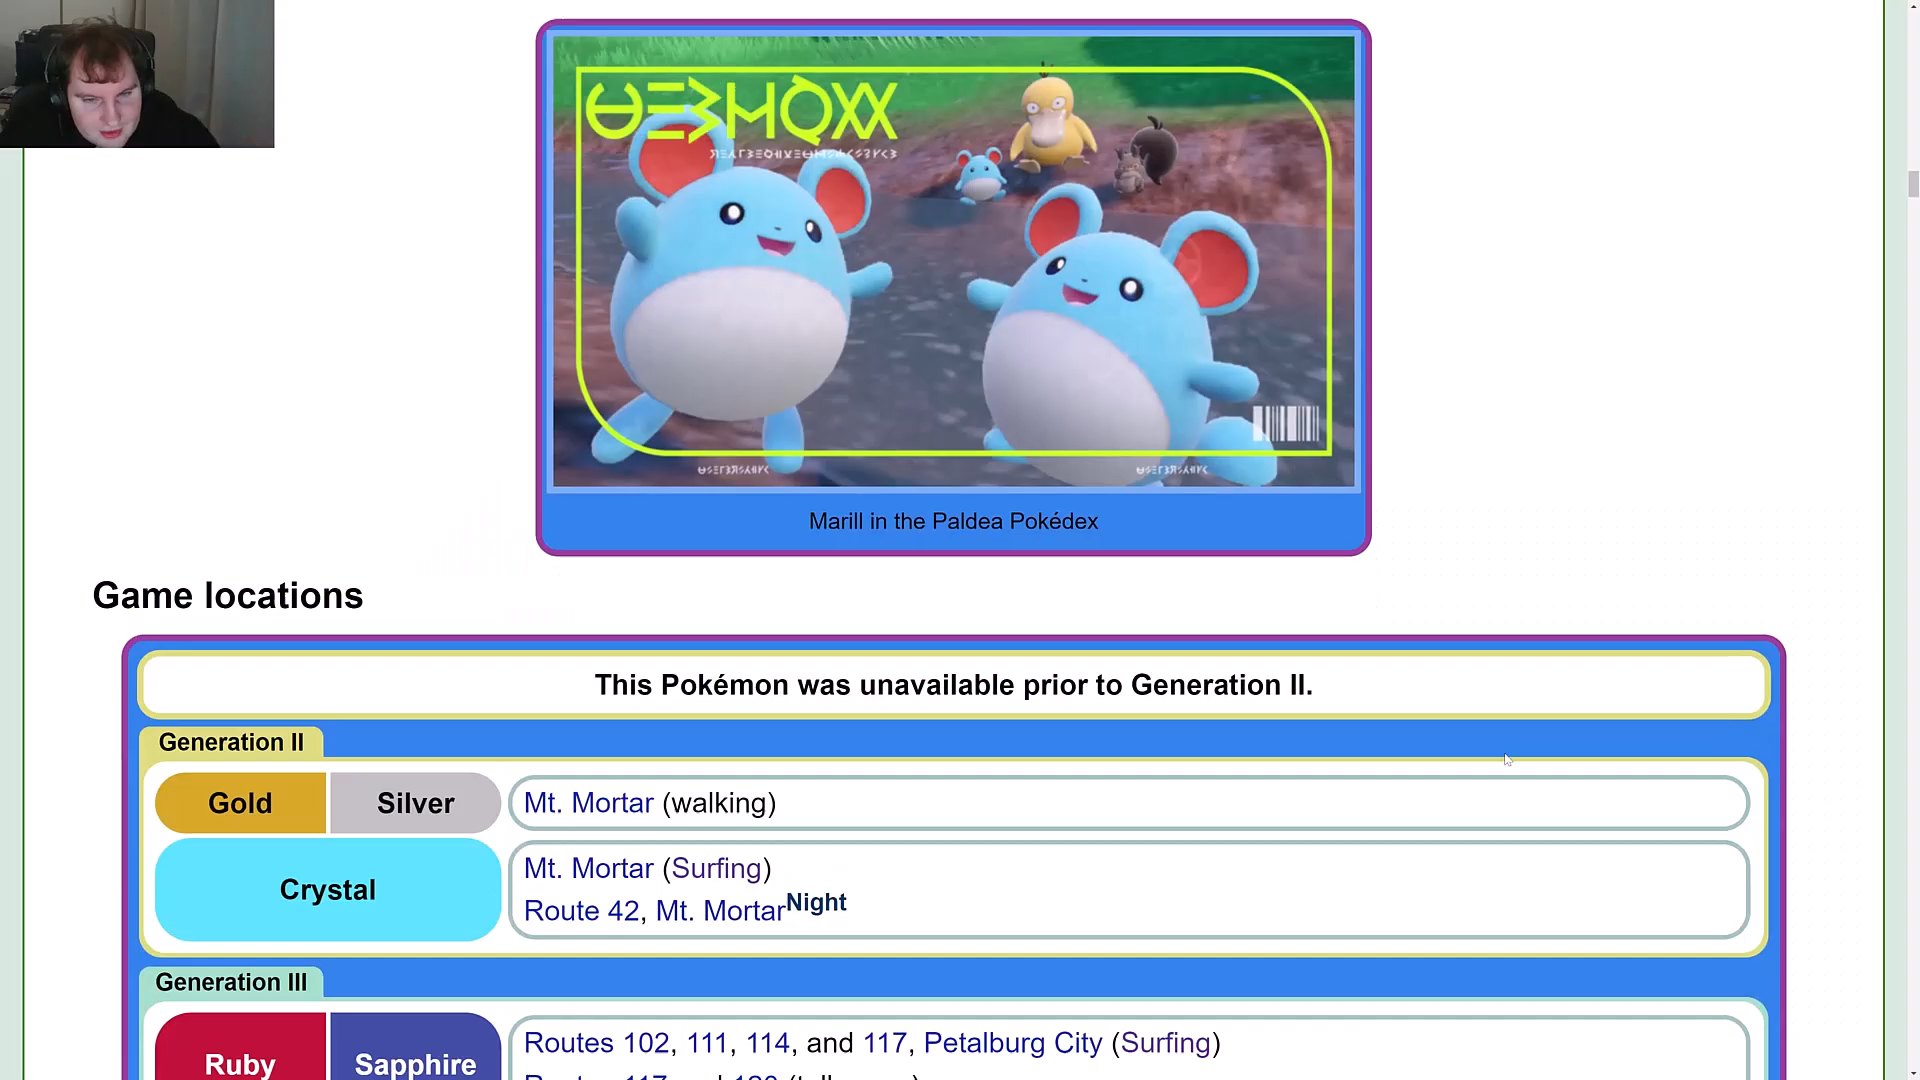 Marill in the Paldea Pokédex
Game locations
This Pokémon was unavailable prior to Generation II.
Generation II
Gold Silver Mt. Mortar (walking)
Crystal Mt. Mortar (Surfing)
Route 42, Mt. Mortar Night
Generation III
Ruby Sapphire Routes 102, 111, 114, and 117, Petalburg City (Surfing)